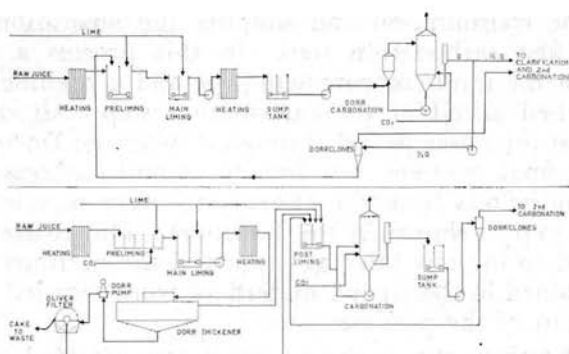 LIME
RAW JUICE
HEATING
PRELIMING
MAIN LIMING
HEATING
SUMP TANK
DORR CARBONATION
CO₂
TO CLARIFICATION AND 2nd CARBONATION
DORRCLONES
LIME
RAW JUICE
HEATING
CO₂
PRELIMING
MAIN LIMING
HEATING
POST LIMING
CO₂
CARBONATION
SUMP TANK
TO 2nd CARBONATION
DORRCLONES
OLIVER FILTER
DORR PUMP
CAKE TO WASTE
DORR THICKENER